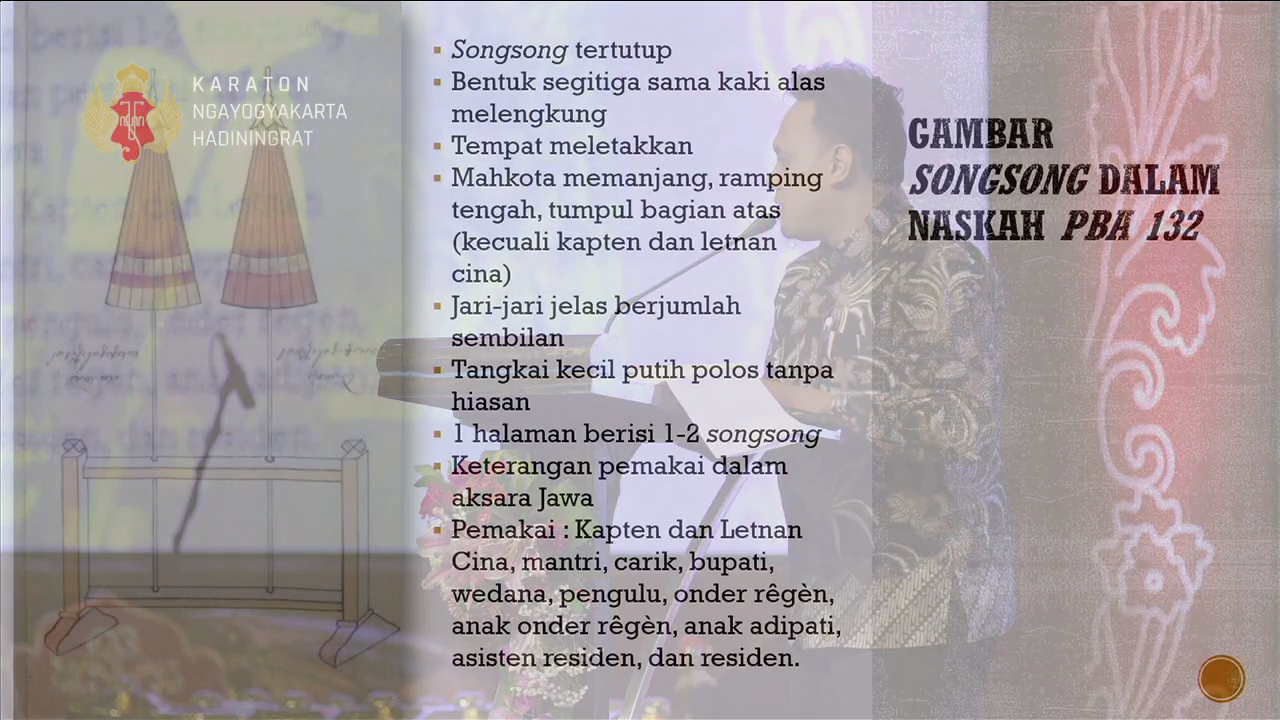 KARATON
NGAYOGYAKARTA
HADININGRAT
Songsong tertutup
Bentuk segitiga sama kaki alas
melengkung
Tempat meletakkan
Mahkota memanjang, ramping
tengah, tumpul bagian atas
(kecuali kapten dan letnan
cina)
Jari-jari jelas berjumlah
sembilan
Tangkai kecil putih polos tanpa
hiasan
1 halaman berisi 1-2 songsong
Keterangan pemakai dalam
aksara Jawa
Pemakai : Kapten dan Letnan
Cina, mantri, carik, bupati,
wedana, pengulu, onder rêgèn,
anak onder rêgèn, anak adipati,
asisten residen, dan residen.
GAMBAR
SONGSONG DALAM
NASKAH PBA 132